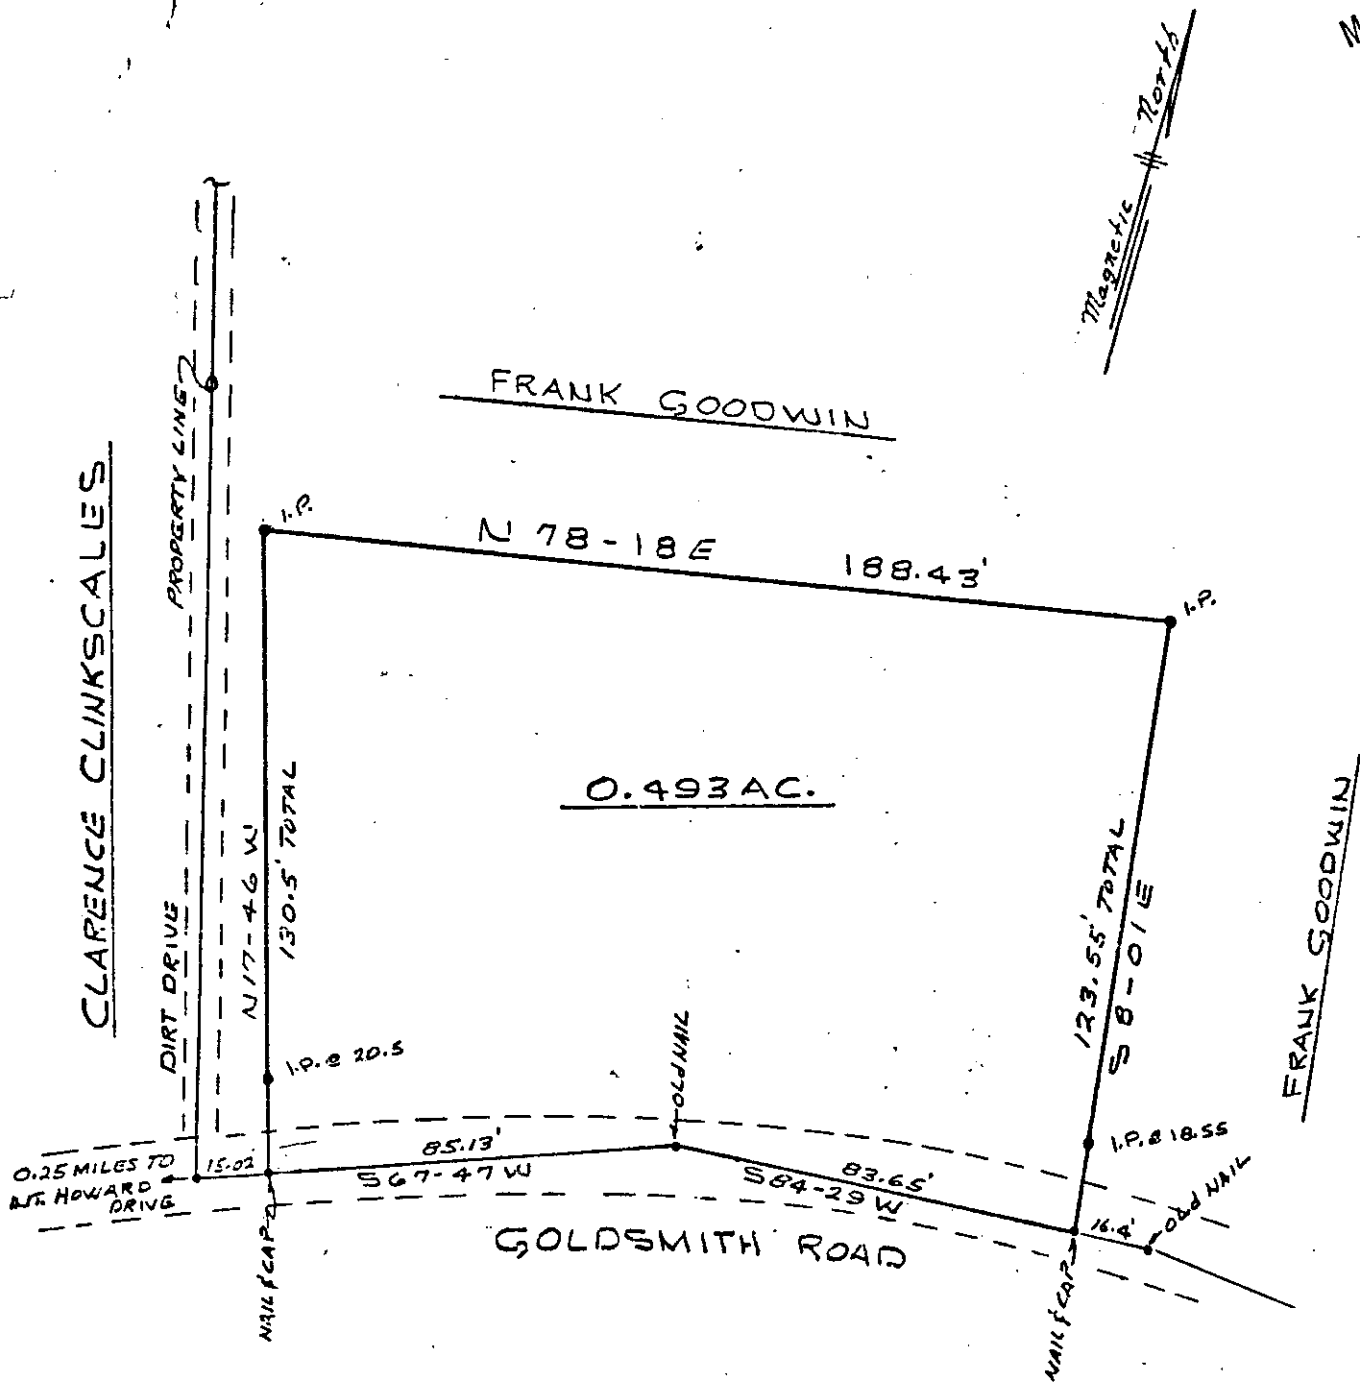 M
Magnetic North
FRANK GOODWIN
CLARENCE CLINKSCALES
PROPERTY LINE
DIRT DRIVE
I.P.
N 78-18 E 188.43'
I.P.
N 17-46 W
130.5' TOTAL
0.493 AC.
123.55' TOTAL
S 8-01 E
FRANK GOODWIN
I.P. @ 20.5
OLD NAIL
I.P. @ 18.55
0.25 MILES TO
INT. HOWARD
DRIVE
15.02
85.13'
S 67-47 W
83.65'
S 84-29 W
16.4'
OLD NAIL
GOLDSMITH ROAD
NAIL & CAP
NAIL & CAP